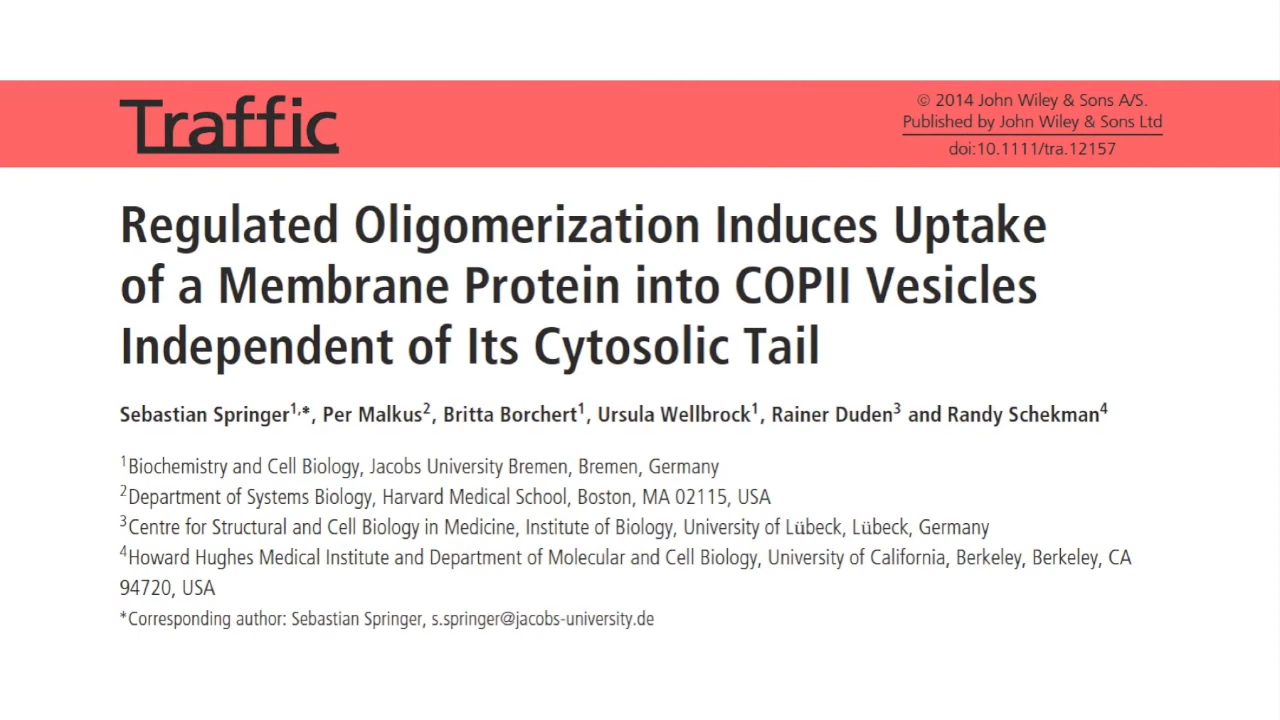 Traffic
© 2014 John Wiley & Sons A/S.
Published by John Wiley & Sons Ltd
doi:10.1111/tra.12157
Regulated Oligomerization Induces Uptake
of a Membrane Protein into COPII Vesicles
Independent of Its Cytosolic Tail
Sebastian Springer1,*, Per Malkus2, Britta Borchert1, Ursula Wellbrock1, Rainer Duden3 and Randy Schekman4
1Biochemistry and Cell Biology, Jacobs University Bremen, Bremen, Germany
2Department of Systems Biology, Harvard Medical School, Boston, MA 02115, USA
3Centre for Structural and Cell Biology in Medicine, Institute of Biology, University of Lübeck, Lübeck, Germany
4Howard Hughes Medical Institute and Department of Molecular and Cell Biology, University of California, Berkeley, Berkeley, CA
94720, USA
*Corresponding author: Sebastian Springer, s.springer@jacobs-university.de